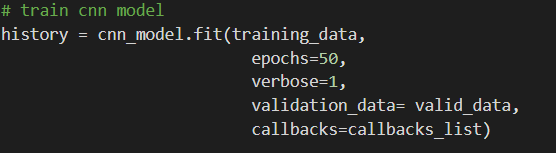 # train cnn model
history = cnn_model.fit(training_data,
epochs=50,
verbose=1,
validation_data= valid_data,
callbacks=callbacks_list)